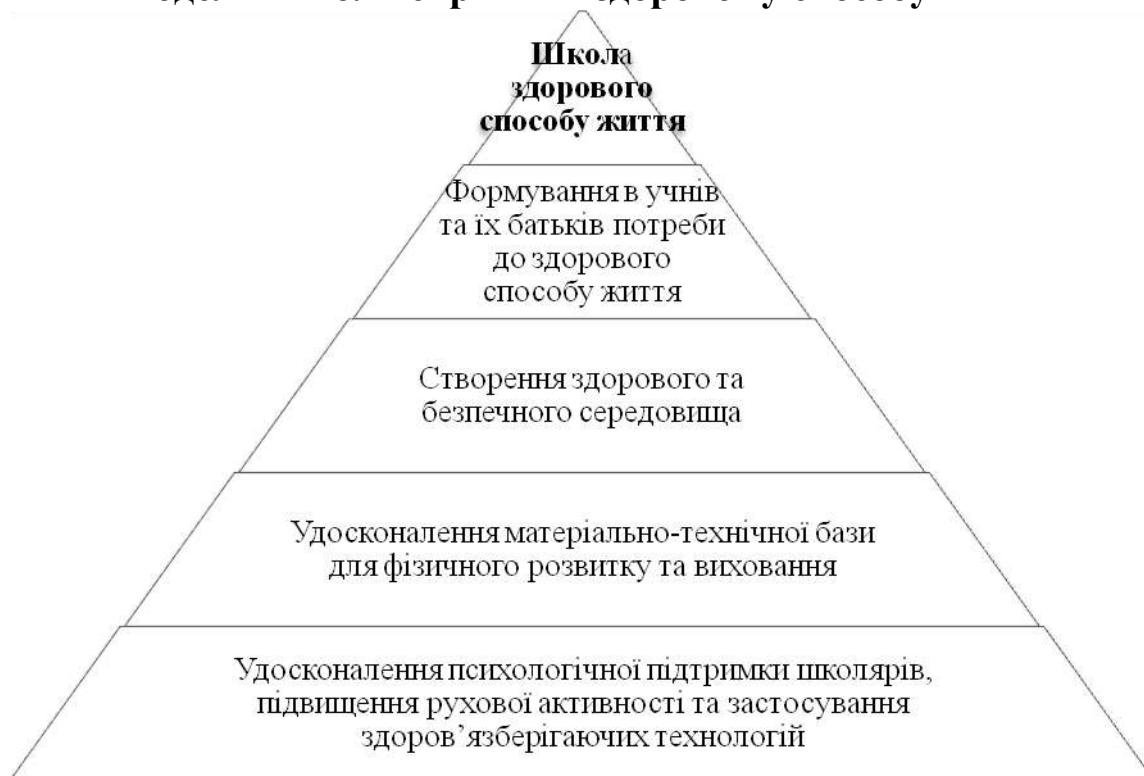 Школа
здорового
способу життя
Формування в учнів
та їх батьків потреби
до здорового
способу життя
Створення здорового та
безпечного середовища
Удосконалення матеріально-технічної бази
для фізичного розвитку та виховання
Удосконалення психологічної підтримки школярів,
підвищення рухової активності та застосування
здоров’язберігаючих технологій